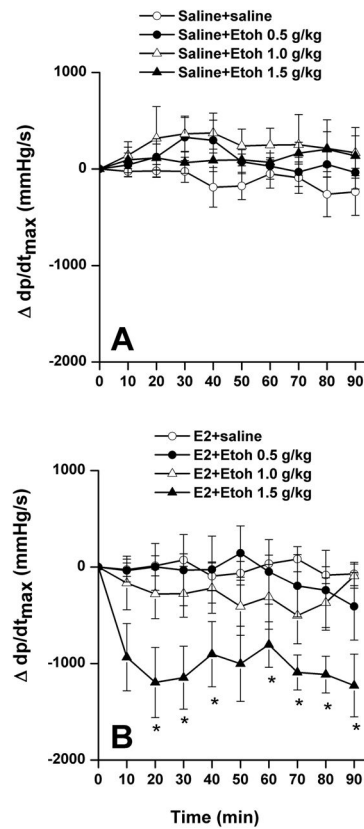 Saline+saline
Saline+Etoh 0.5 g/kg
Saline+Etoh 1.0 g/kg
Saline+Etoh 1.5 g/kg
1000
0
-1000
-2000
Δ dp/dtmax (mmHg/s)
A
0 10 20 30 40 50 60 70 80 90
E2+saline
E2+Etoh 0.5 g/kg
E2+Etoh 1.0 g/kg
E2+Etoh 1.5 g/kg
1000
0
-1000
-2000
Δ dp/dtmax (mmHg/s)
* * * * * * *
B
0 10 20 30 40 50 60 70 80 90
Time (min)